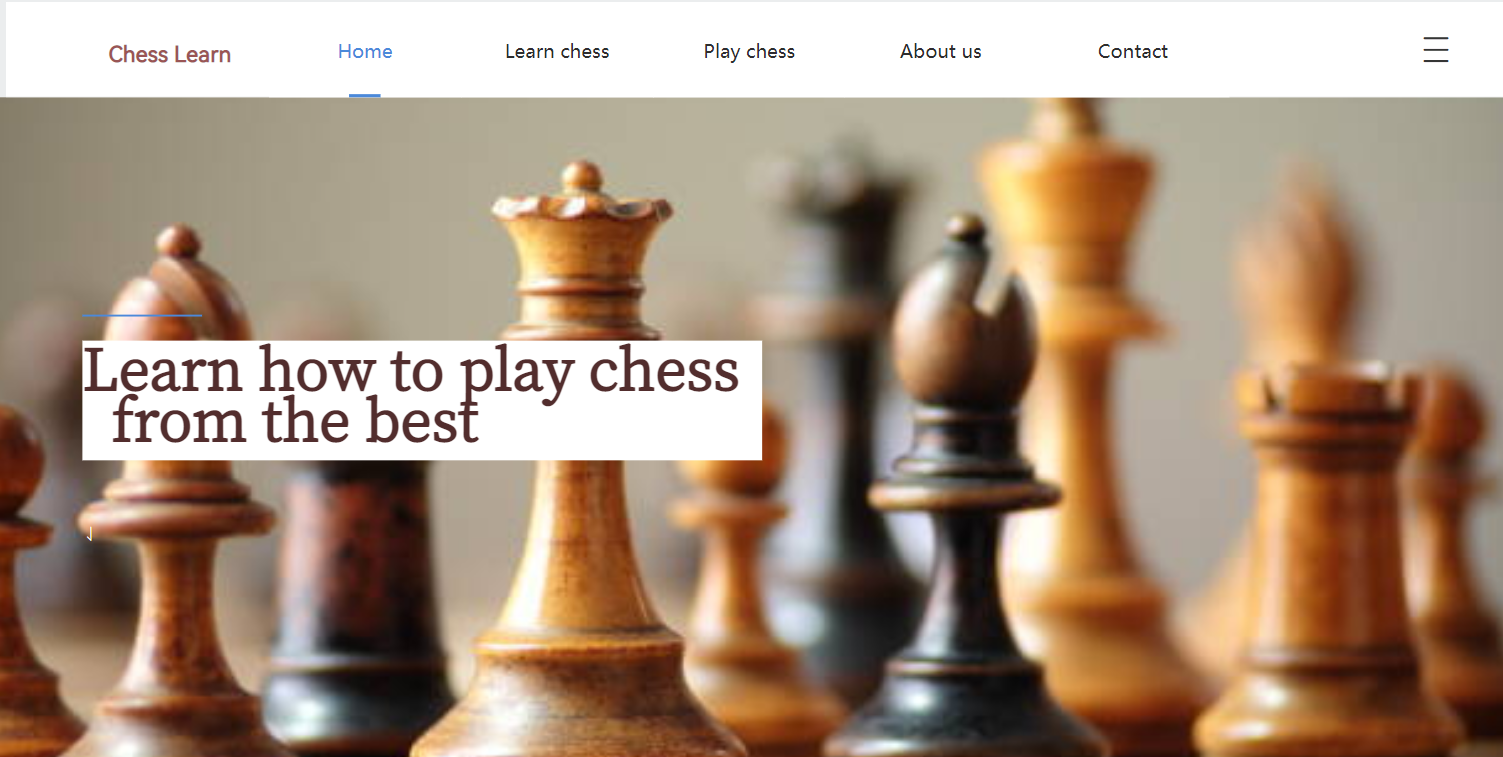 Chess Learn
Home
Learn chess
Play chess
About us
Contact
Learn how to play chess
from the best